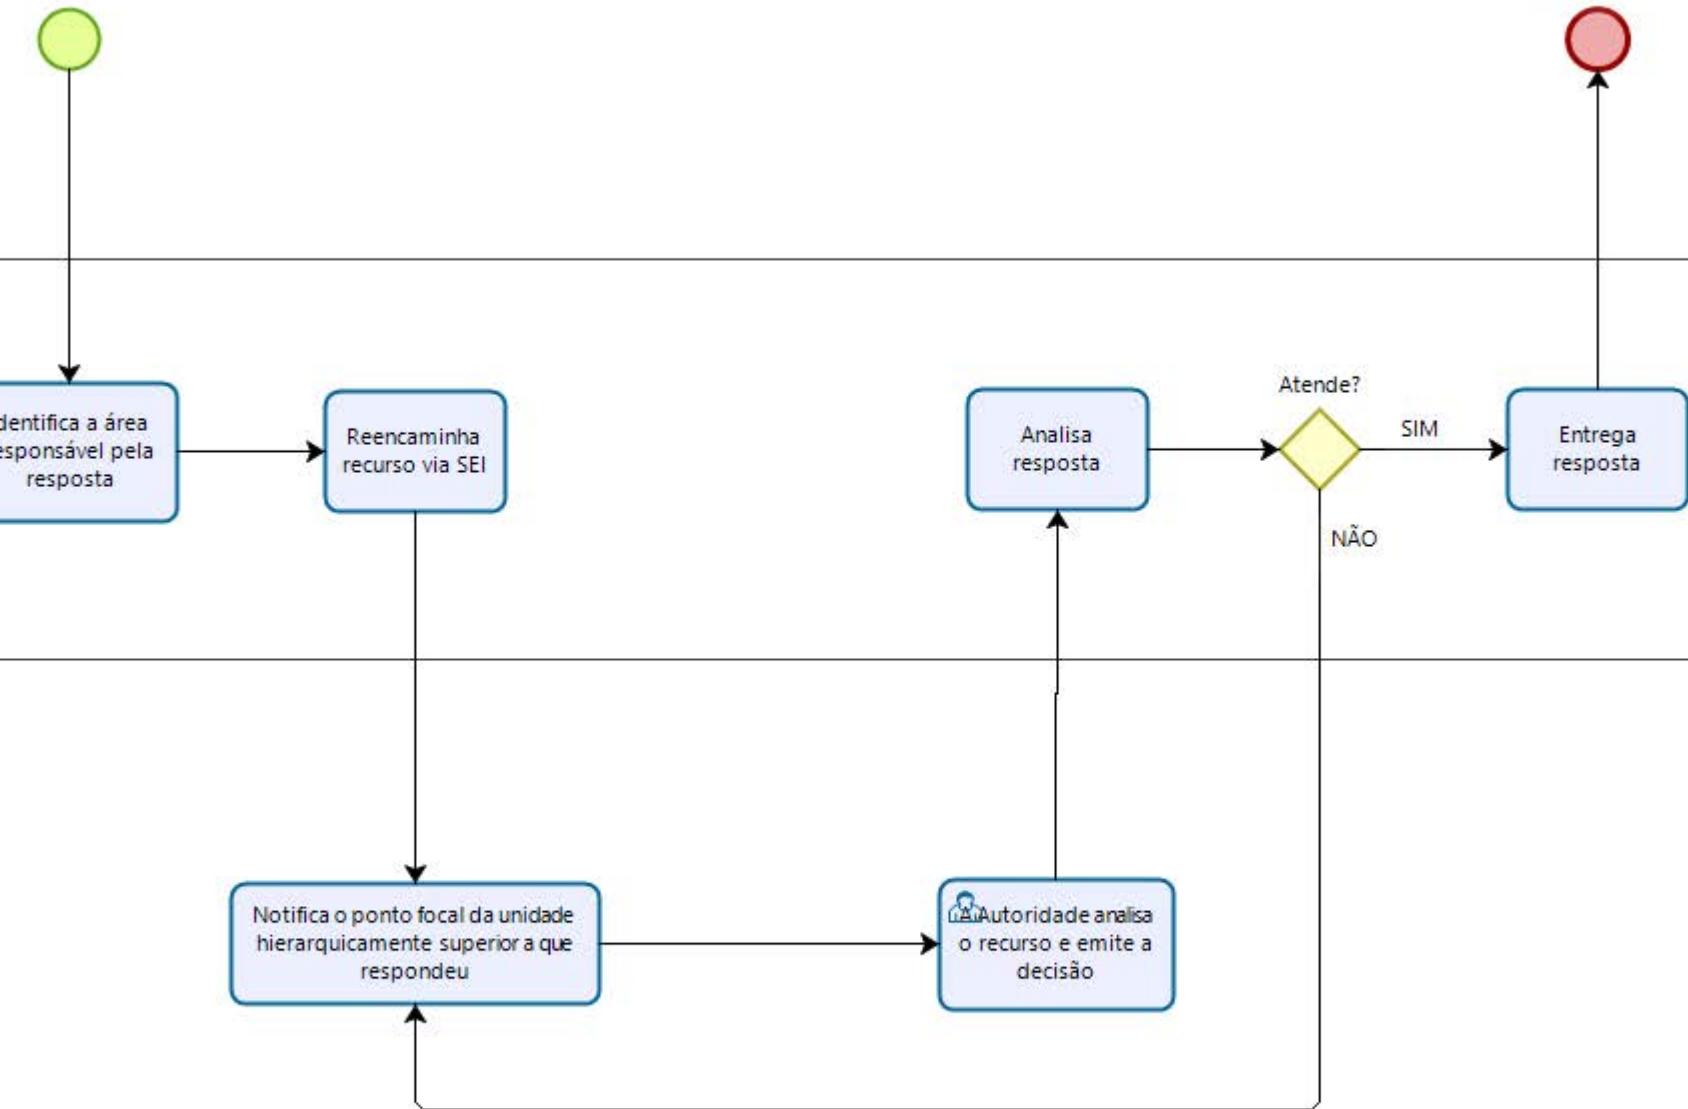 dentifica a área
esponsável pela
resposta
Reencaminha
recurso via SEI
Analisa
resposta
Atende?
SIM
NÃO
Entrega
resposta
Notifica o ponto focal da unidade
hierarquicamente superior a que
respondeu
A Autoridade analisa
o recurso e emite a
decisão